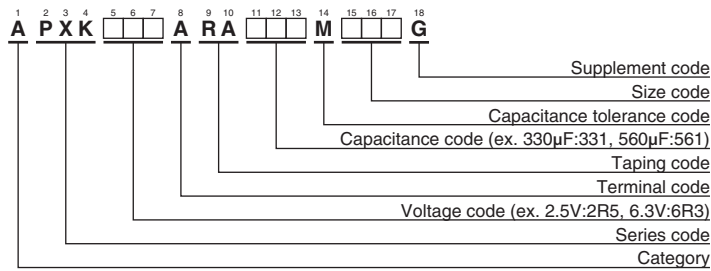 1 2 3 4 5 6 7 8 9 10 11 12 13 14 15 16 17 18
A P X K A R A M G
Supplement code
Size code
Capacitance tolerance code
Capacitance code (ex. 330µF:331, 560µF:561)
Taping code
Terminal code
Voltage code (ex. 2.5V:2R5, 6.3V:6R3)
Series code
Category